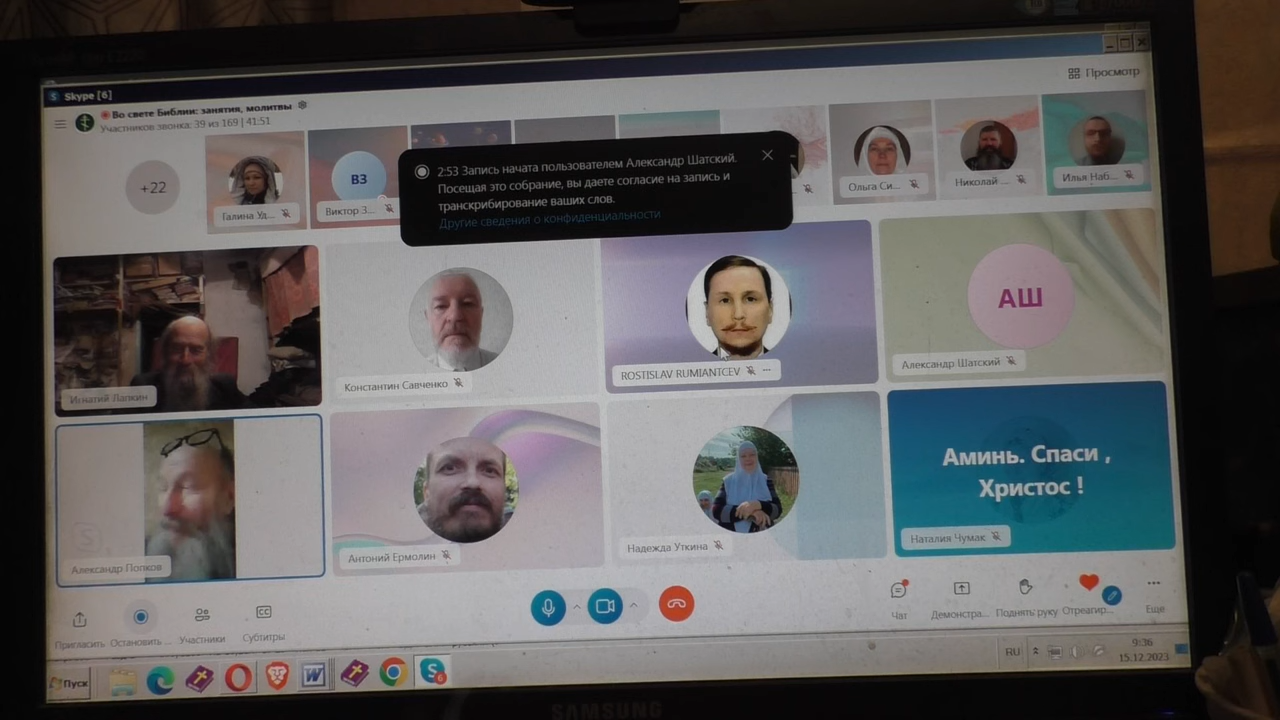 Skype [6]
Просмотр
Во свете Библии: занятия, молитвы
Участников звонка: 39 из 169 | 41:51
+22
Галина Уд...
ВЗ
Виктор З...
2:53 Запись начата пользователем Александр Шатский.
Посещая это собрание, вы даете согласие на запись и
транскрибирование ваших слов.
Другие сведения о конфиденциальности
Ольга Си...
Николай ...
Илья Наб...
Игнатий Лапкин
Константин Савченко
ROSTISLAV RUMIANTCEV
АШ
Александр Шатский
Александр Попков
Антоний Ермолин
Надежда Уткина
Аминь. Спаси ,
Христос !
Наталия Чумак
Пригласить
Остановить ...
Участники
Субтитры
Чат
Демонстра...
Поднять руку
Отреагир...
Еще
Пуск
RU
9:36
15.12.2023
SAMSUNG